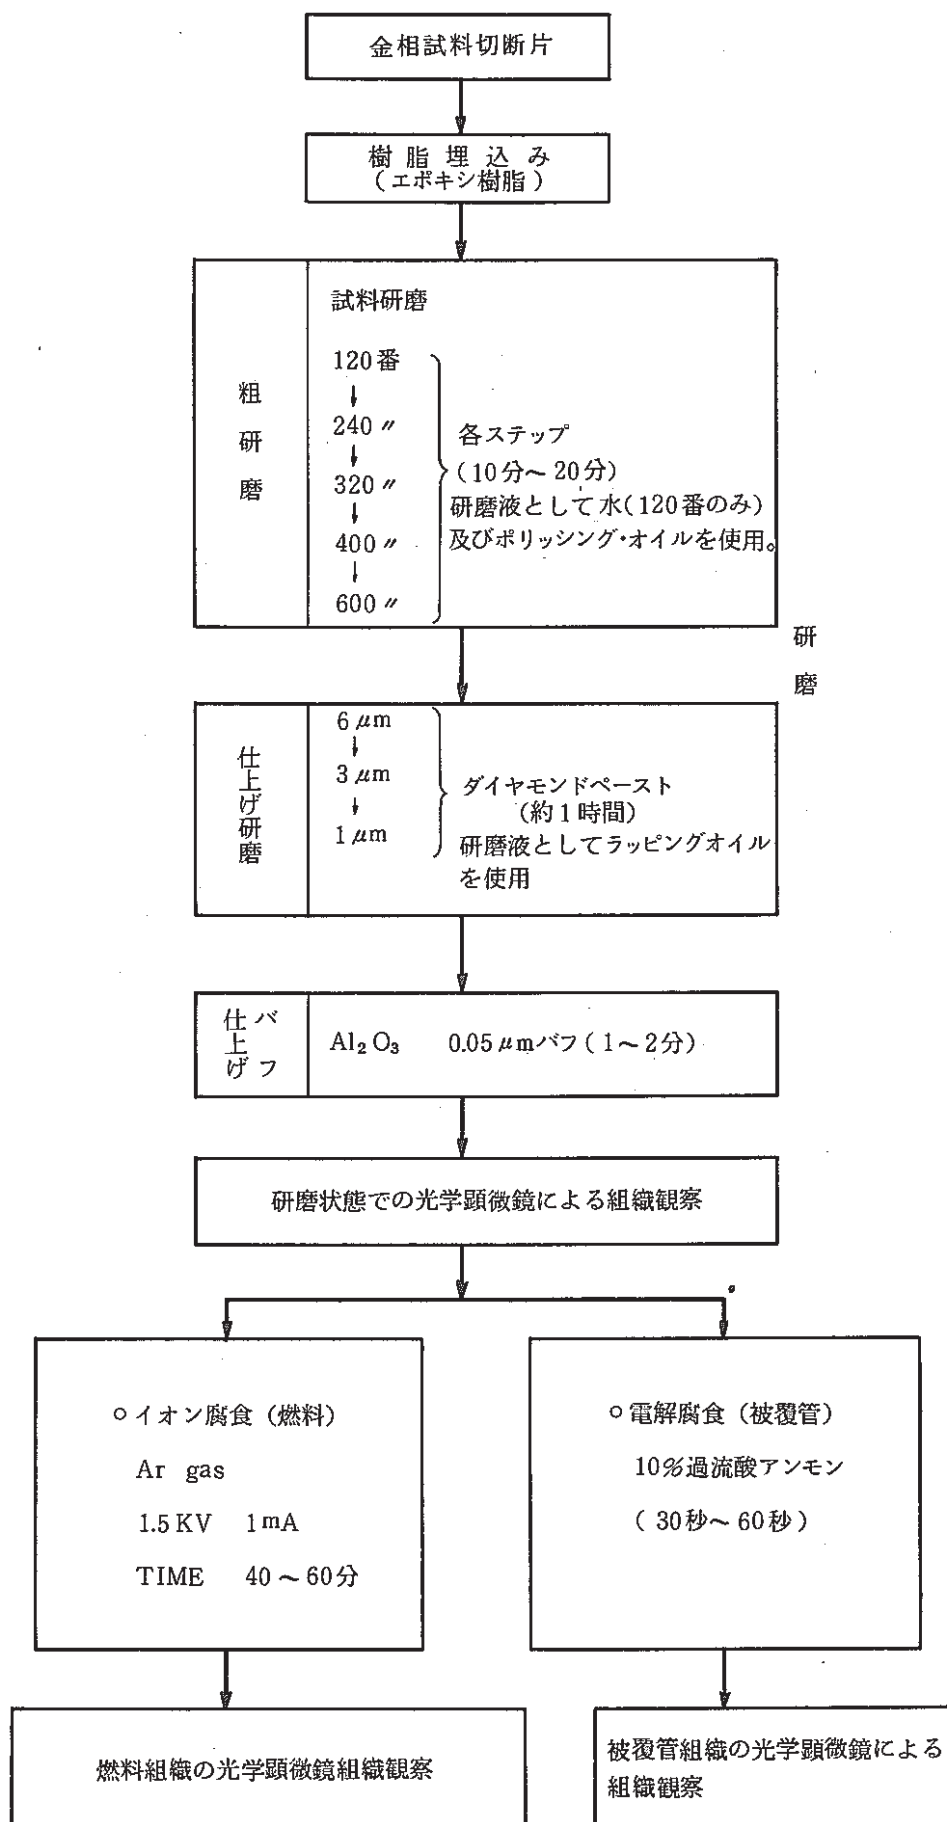 金相試料切断片
樹脂埋込み
(エポキシ樹脂)
粗研磨
試料研磨
120番
240〃
320〃
400〃
600〃
各ステップ
(10分～20分)
研磨液として水(120番のみ)
及びポリッシング・オイルを使用。
研磨
仕上げ研磨
6μm
3μm
1μm
ダイヤモンドペースト
(約1時間)
研磨液としてラッピングオイル
を使用
バフ
仕上げ
Al₂O₃ 0.05μmバフ(1～2分)
研磨状態での光学顕微鏡による組織観察
○イオン腐食(燃料)
Ar gas
1.5KV 1mA
TIME 40～60分
○電解腐食(被覆管)
10%過流酸アンモン
(30秒～60秒)
燃料組織の光学顕微鏡組織観察
被覆管組織の光学顕微鏡による
組織観察